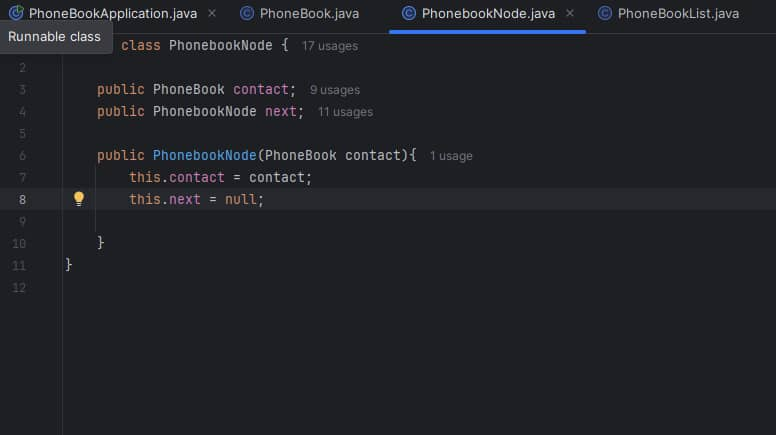 PhoneBookApplication.java PhoneBook.java PhonebookNode.java PhoneBookList.java
Runnable class
class PhonebookNode { 17 usages
2
3 public PhoneBook contact; 9 usages
4 public PhonebookNode next; 11 usages
5
6 public PhonebookNode(PhoneBook contact){ 1 usage
7 this.contact = contact;
8 this.next = null;
9
10 }
11 }
12